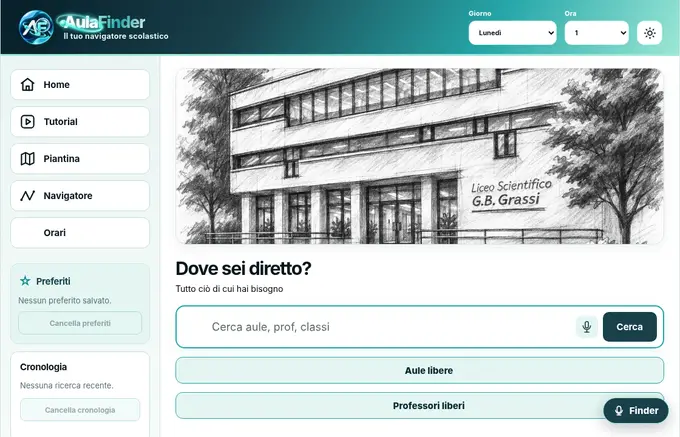 AF
AulaFinder
Il tuo navigatore scolastico
Giorno
Lunedì
Ora
1
Home
Tutorial
Piantina
Navigatore
Orari
Preferiti
Nessun preferito salvato.
Cancella preferiti
Cronologia
Nessuna ricerca recente.
Cancella cronologia
Liceo Scientifico
G.B. Grassi
Dove sei diretto?
Tutto ciò di cui hai bisogno
Cerca aule, prof, classi
Cerca
Aule libere
Professori liberi
Finder